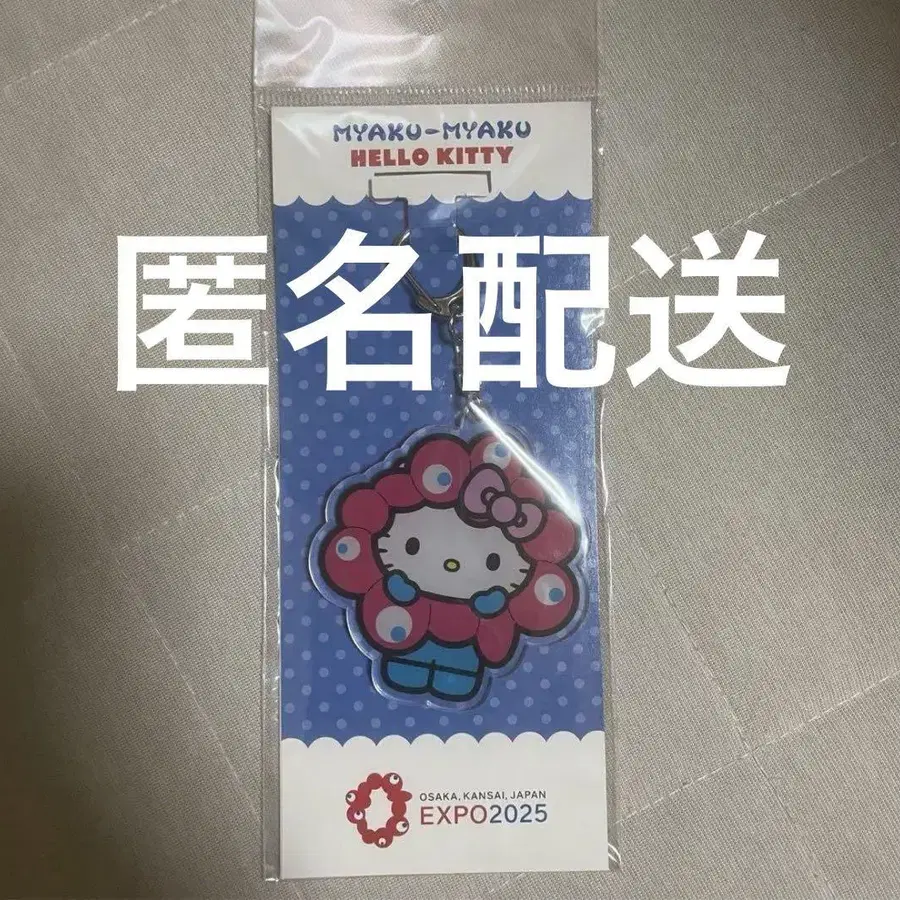 MYAKU-MYAKU
HELLO KITTY
匿名配送
OSAKA, KANSAI, JAPAN
EXPO2025